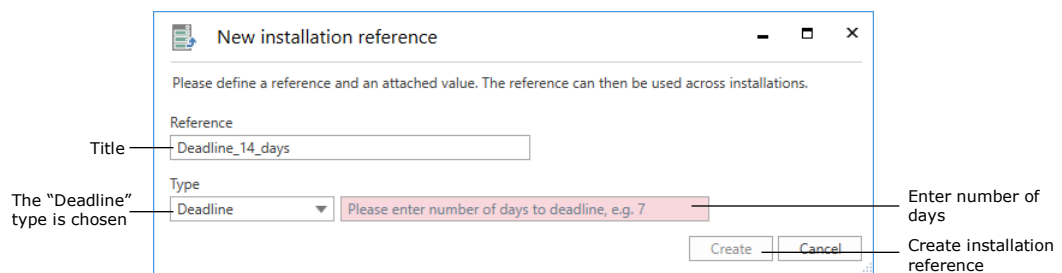 New installation reference
Please define a reference and an attached value. The reference can then be used across installations.
Reference
Title
Deadline_14_days
Type
The “Deadline”
type is chosen
Deadline
Please enter number of days to deadline, e.g. 7
Enter number of
days
Create
Cancel
Create installation
reference